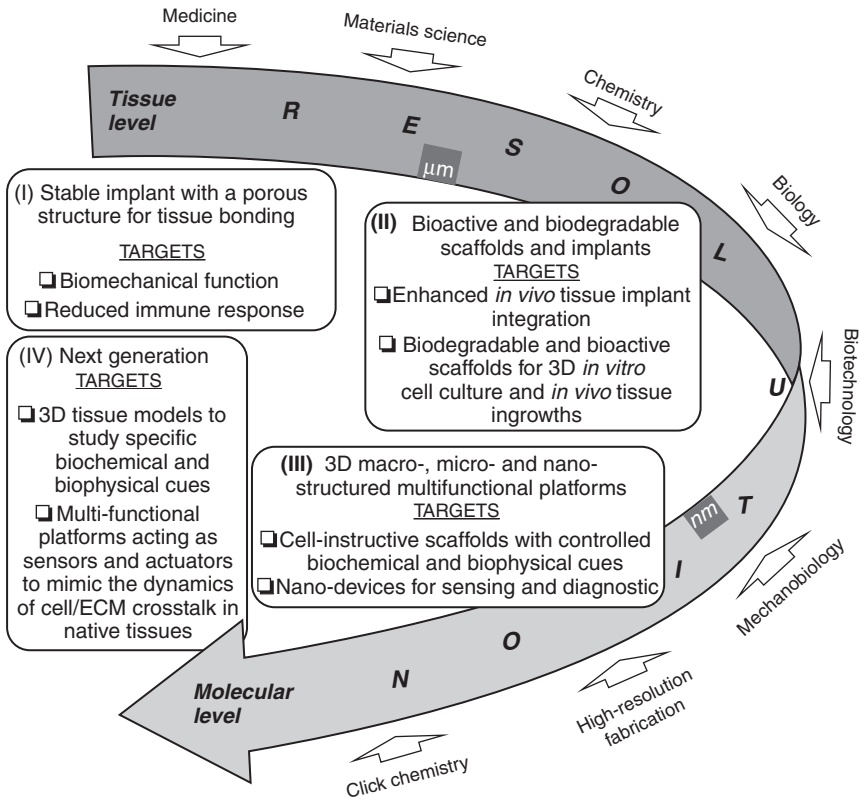 Medicine
Materials science
Chemistry
Biology
Biotechnology
Mechanobiology
High-resolution
fabrication
Click chemistry
Tissue
level
R E S O L U T I O N
μm
nm
Molecular
level
(I) Stable implant with a porous
structure for tissue bonding
TARGETS
❏ Biomechanical function
❏ Reduced immune response
(II) Bioactive and biodegradable
scaffolds and implants
TARGETS
❏ Enhanced in vivo tissue implant
integration
❏ Biodegradable and bioactive
scaffolds for 3D in vitro
cell culture and in vivo tissue
ingrowths
(III) 3D macro-, micro- and nano-
structured multifunctional platforms
TARGETS
❏ Cell-instructive scaffolds with controlled
biochemical and biophysical cues
❏ Nano-devices for sensing and diagnostic
(IV) Next generation
TARGETS
❏ 3D tissue models to
study specific
biochemical and
biophysical cues
❏ Multi-functional
platforms acting as
sensors and actuators
to mimic the dynamics
of cell/ECM crosstalk in
native tissues